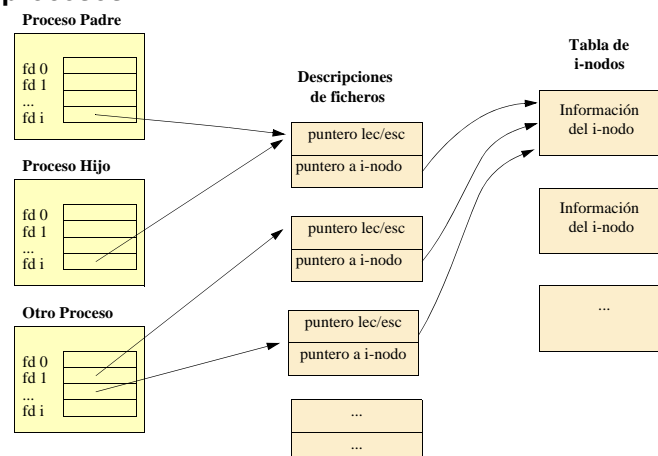 Proceso Padre
fd 0
fd 1
...
fd i
Proceso Hijo
fd 0
fd 1
...
fd i
Otro Proceso
fd 0
fd 1
...
fd i
Descripciones
de ficheros
puntero lec/esc
puntero a i-nodo
puntero lec/esc
puntero a i-nodo
puntero lec/esc
puntero a i-nodo
...
...
Tabla de
i-nodos
Información
del i-nodo
Información
del i-nodo
...